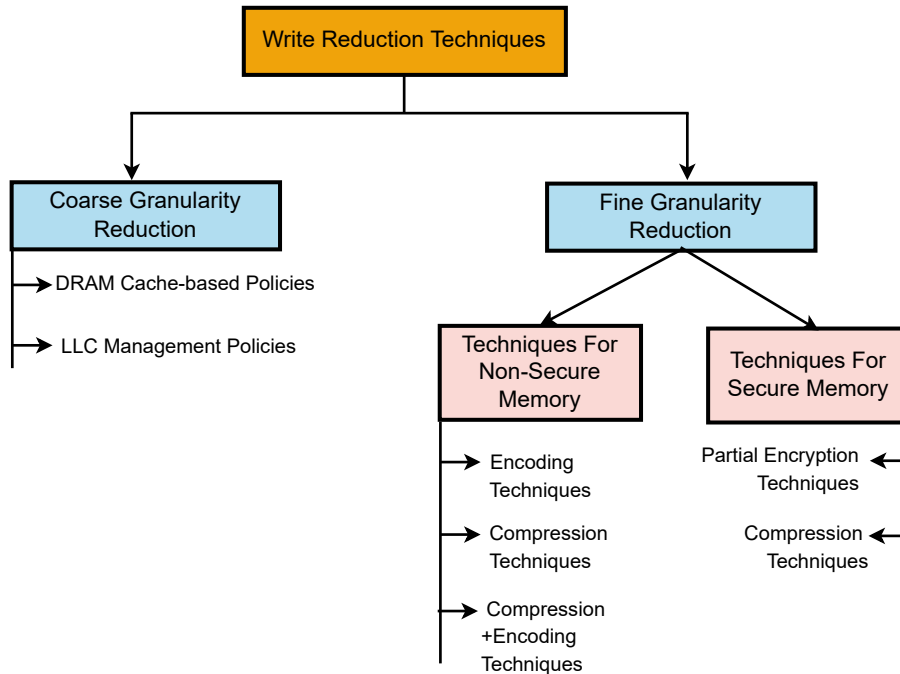 Write Reduction Techniques
Coarse Granularity
Reduction
DRAM Cache-based Policies
LLC Management Policies
Fine Granularity
Reduction
Techniques For
Non-Secure
Memory
Encoding
Techniques
Compression
Techniques
Compression
+Encoding
Techniques
Techniques For
Secure Memory
Partial Encryption
Techniques
Compression
Techniques